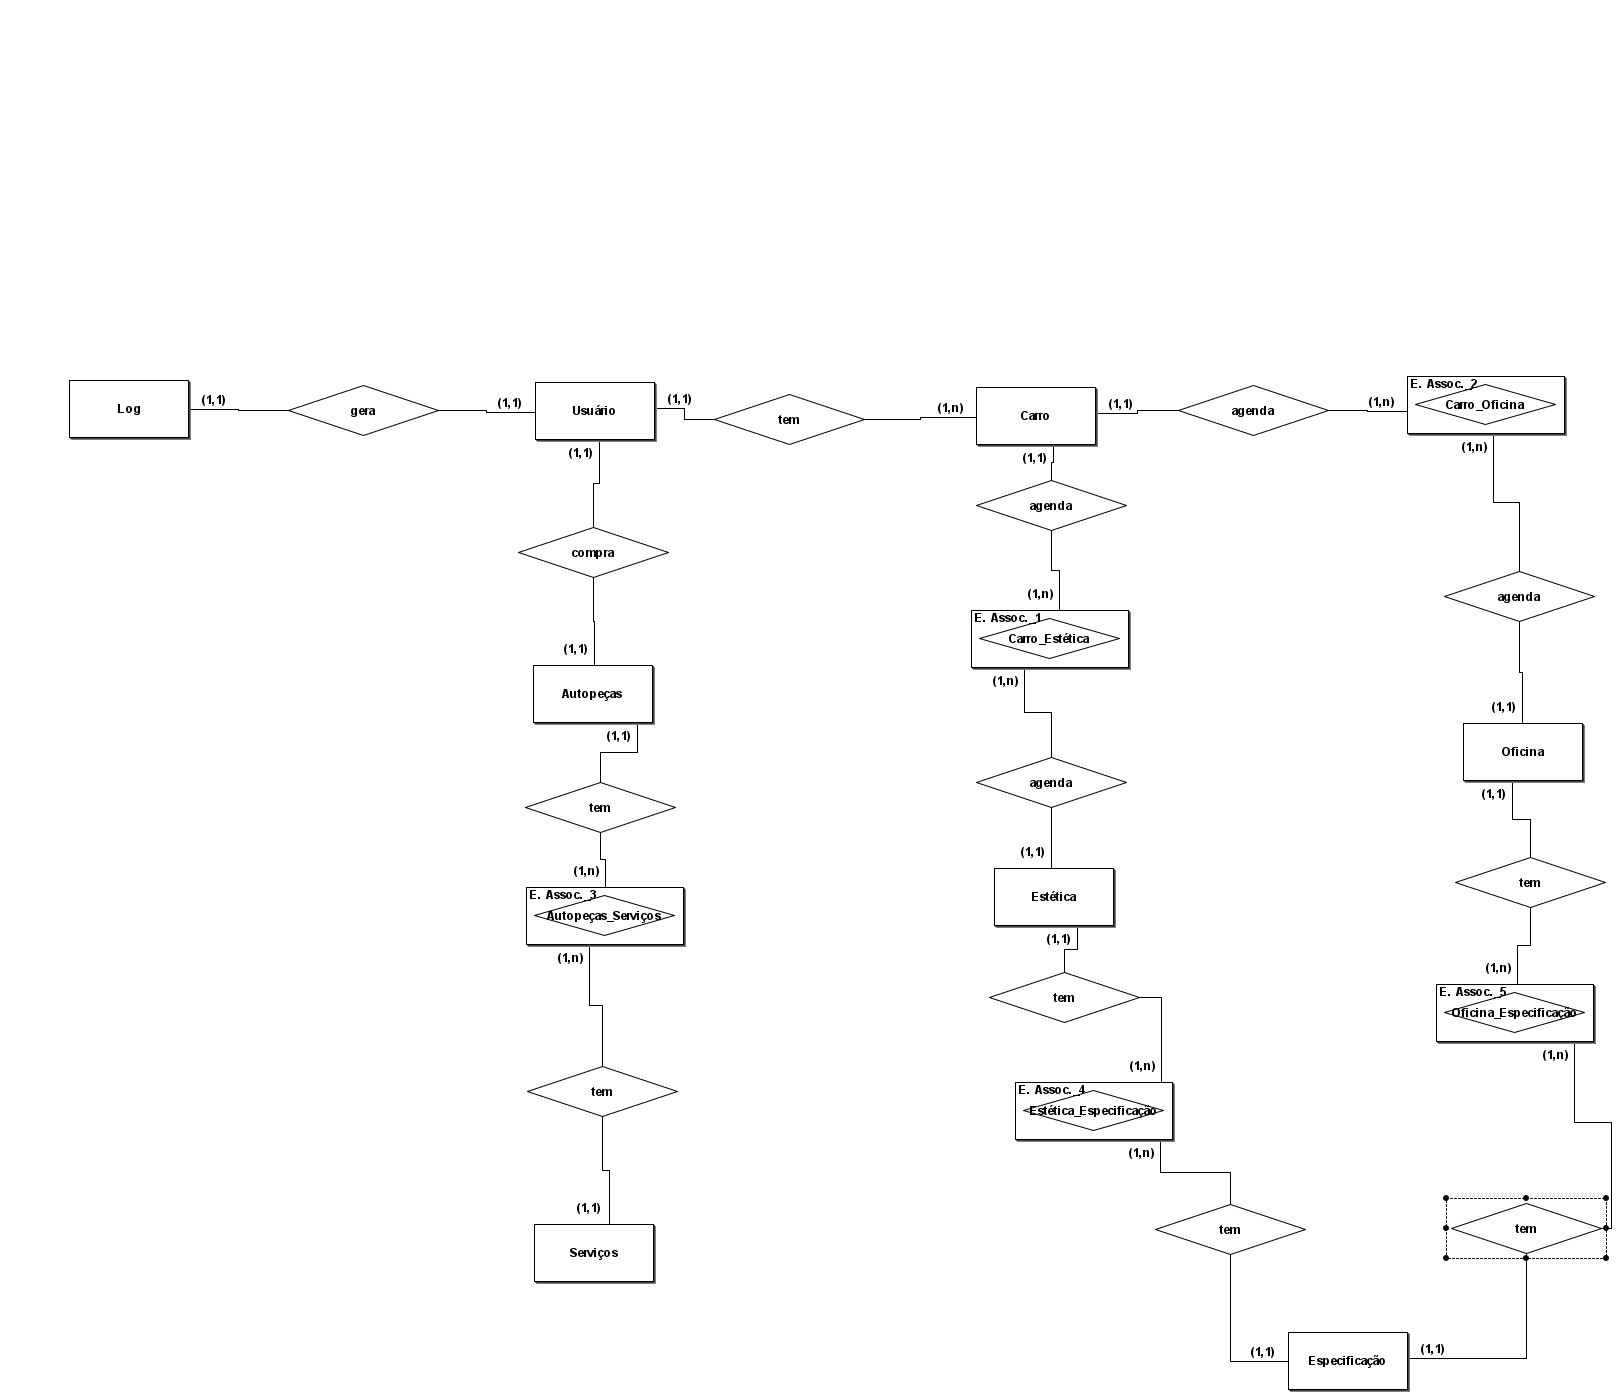 E. Assoc._2
Log
(1,1)
gera
(1,1)
Usuário
(1,1)
tem
(1,n)
Carro
(1,1)
agenda
(1,n)
Carro_Oficina
(1,1)
(1,1)
(1,n)
agenda
compra
agenda
(1,n)
E. Assoc._1
Carro_Estética
(1,1)
Autopeças
(1,n)
(1,1)
(1,1)
Oficina
agenda
(1,1)
tem
(1,n)
(1,1)
tem
E. Assoc._3
Autopeças_Serviços
Estética
(1,n)
(1,1)
(1,n)
tem
E. Assoc._5
Oficina_Especificação
(1,n)
(1,n)
tem
E. Assoc._4
Estética_Especificação
(1,n)
(1,1)
tem
tem
Serviços
(1,1)
Especificação
(1,1)